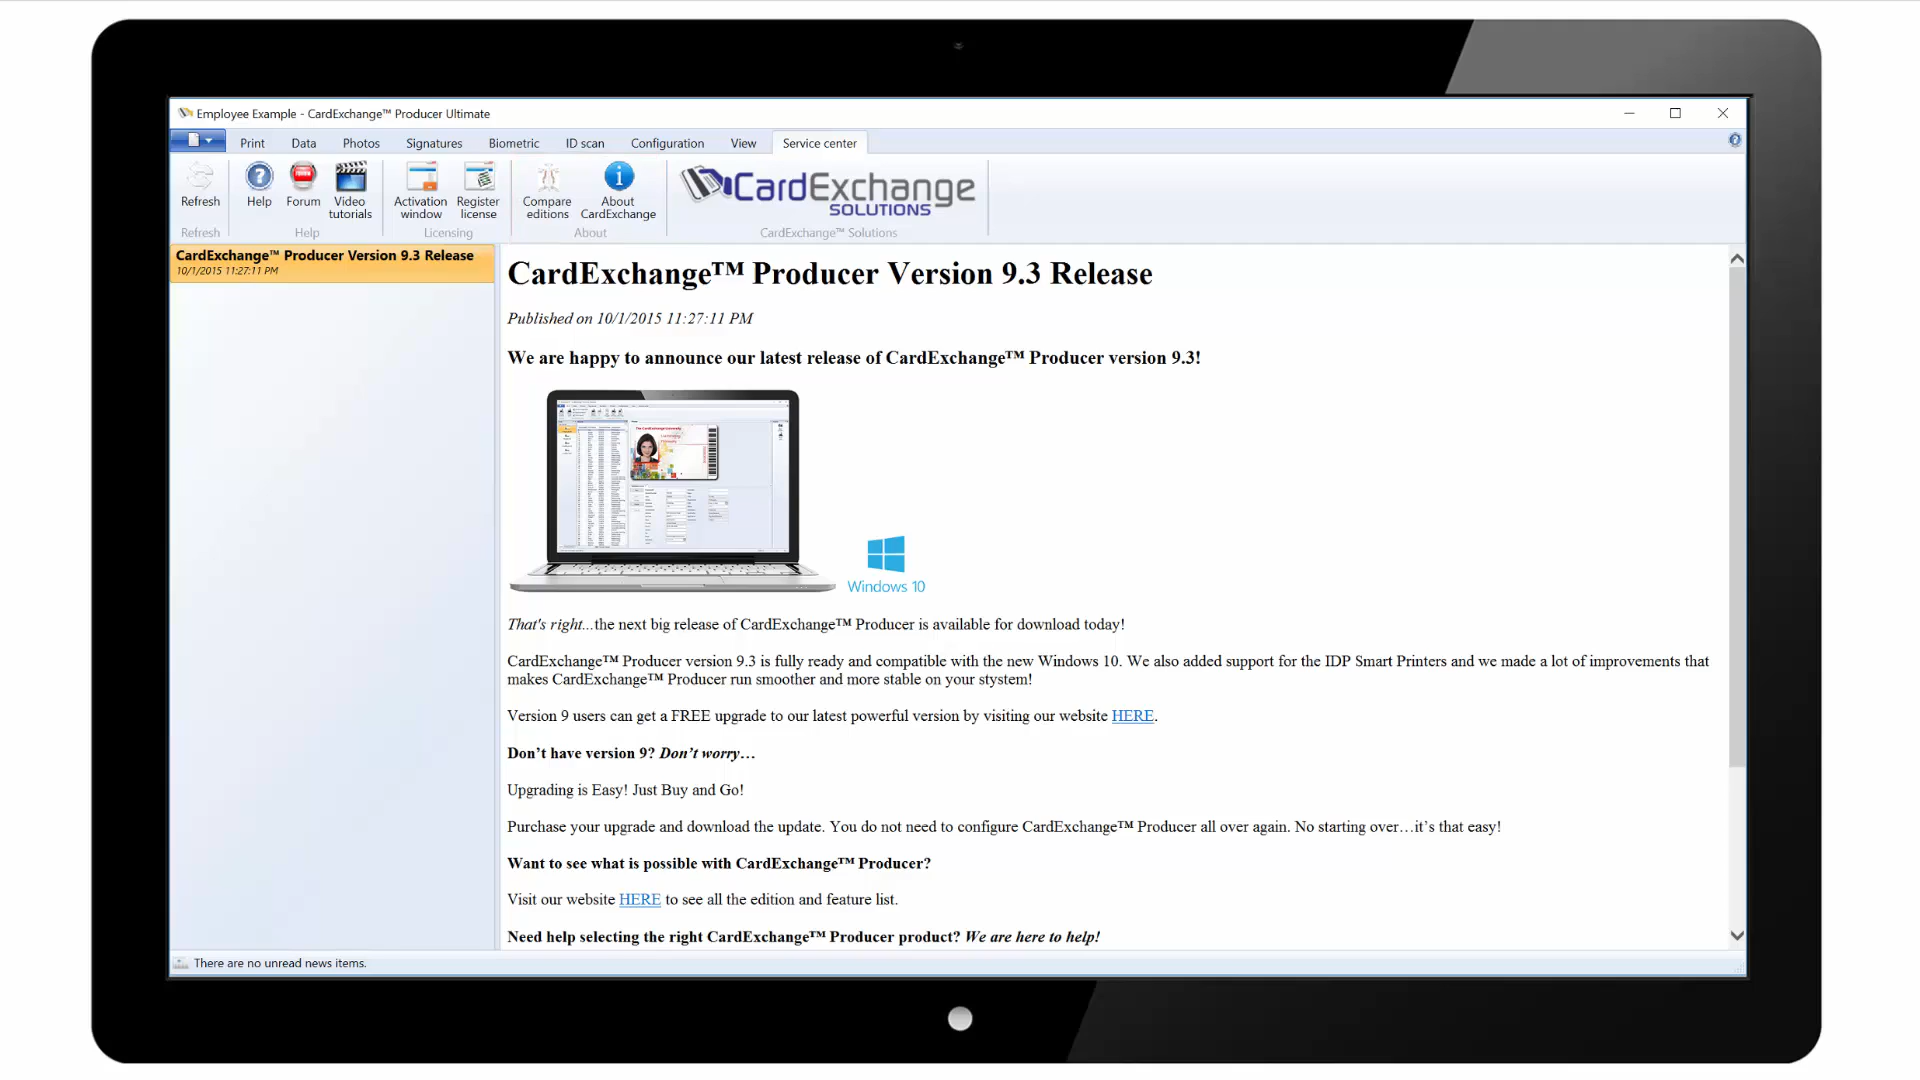 Employee Example - CardExchange™ Producer Ultimate
Print Data Photos Signatures Biometric ID scan Configuration View Service center
Refresh Help Forum Video tutorials Activation window Register license Compare editions About CardExchange
CardExchange SOLUTIONS
Refresh Help Licensing About CardExchange™ Solutions
CardExchange™ Producer Version 9.3 Release
10/1/2015 11:27:11 PM
CardExchange™ Producer Version 9.3 Release
Published on 10/1/2015 11:27:11 PM
We are happy to announce our latest release of CardExchange™ Producer version 9.3!
Windows 10
That's right...the next big release of CardExchange™ Producer is available for download today!
CardExchange™ Producer version 9.3 is fully ready and compatible with the new Windows 10. We also added support for the IDP Smart Printers and we made a lot of improvements that
makes CardExchange™ Producer run smoother and more stable on your stystem!
Version 9 users can get a FREE upgrade to our latest powerful version by visiting our website HERE.
Don’t have version 9? Don’t worry…
Upgrading is Easy! Just Buy and Go!
Purchase your upgrade and download the update. You do not need to configure CardExchange™ Producer all over again. No starting over…it’s that easy!
Want to see what is possible with CardExchange™ Producer?
Visit our website HERE to see all the edition and feature list.
Need help selecting the right CardExchange™ Producer product? We are here to help!
There are no unread news items.